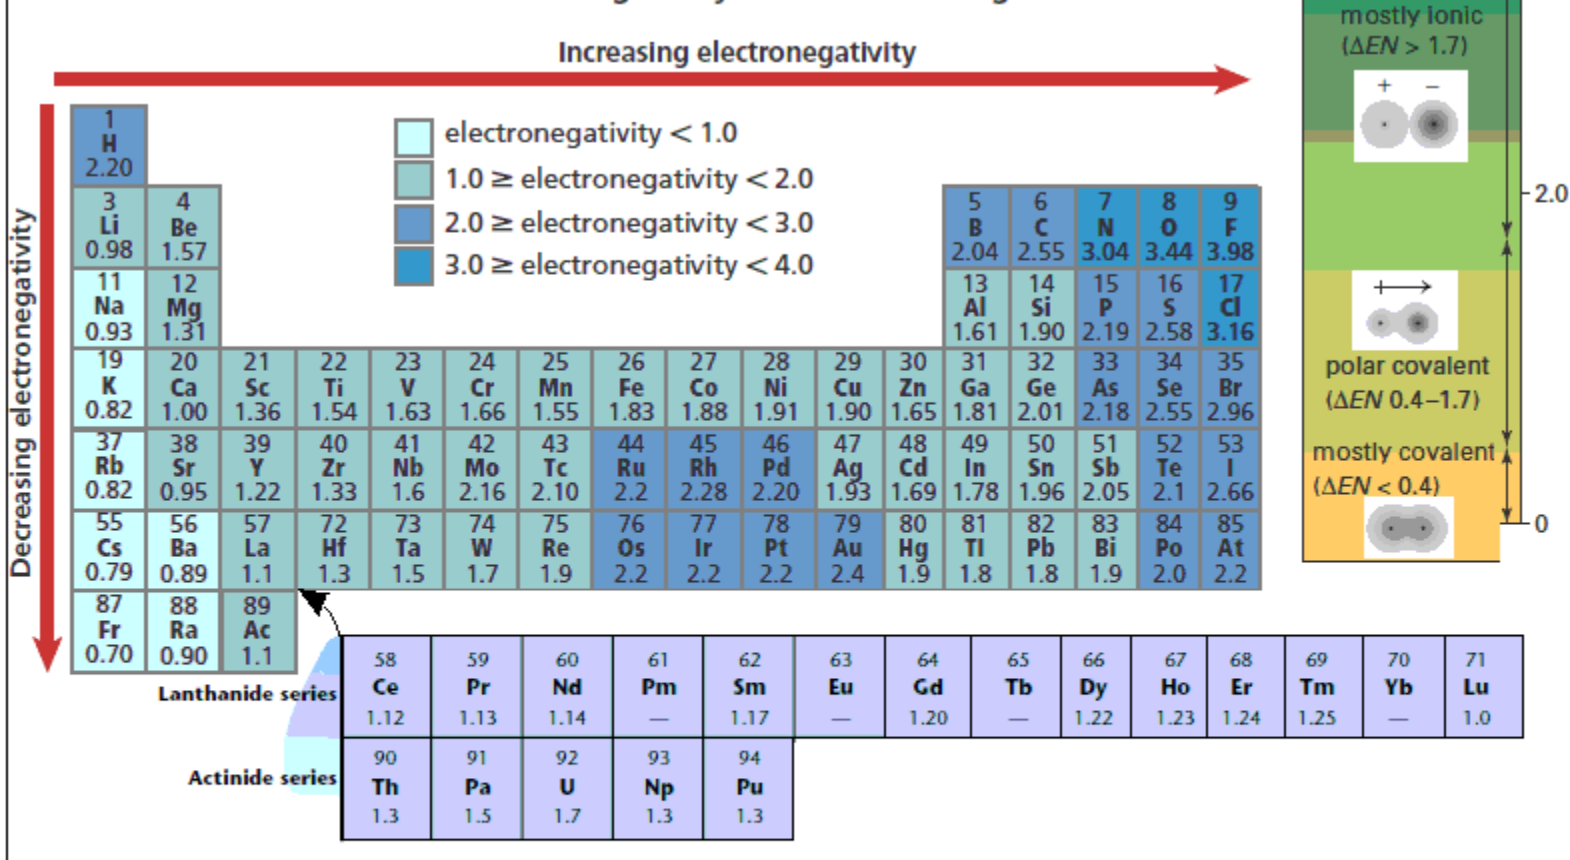 Increasing electronegativity
Decreasing electronegativity
electronegativity < 1.0
1.0 ≥ electronegativity < 2.0
2.0 ≥ electronegativity < 3.0
3.0 ≥ electronegativity < 4.0
1
H
2.20
3 4 5 6 7 8 9
Li Be B C N O F
0.98 1.57 2.04 2.55 3.04 3.44 3.98
11 12 13 14 15 16 17
Na Mg Al Si P S Cl
0.93 1.31 1.61 1.90 2.19 2.58 3.16
19 20 21 22 23 24 25 26 27 28 29 30 31 32 33 34 35
K Ca Sc Ti V Cr Mn Fe Co Ni Cu Zn Ga Ge As Se Br
0.82 1.00 1.36 1.54 1.63 1.66 1.55 1.83 1.88 1.91 1.90 1.65 1.81 2.01 2.18 2.55 2.96
37 38 39 40 41 42 43 44 45 46 47 48 49 50 51 52 53
Rb Sr Y Zr Nb Mo Tc Ru Rh Pd Ag Cd In Sn Sb Te I
0.82 0.95 1.22 1.33 1.6 2.16 2.10 2.2 2.28 2.20 1.93 1.69 1.78 1.96 2.05 2.1 2.66
55 56 57 72 73 74 75 76 77 78 79 80 81 82 83 84 85
Cs Ba La Hf Ta W Re Os Ir Pt Au Hg Tl Pb Bi Po At
0.79 0.89 1.1 1.3 1.5 1.7 1.9 2.2 2.2 2.2 2.4 1.9 1.8 1.8 1.9 2.0 2.2
87 88 89
Fr Ra Ac
0.70 0.90 1.1
Lanthanide series
58 59 60 61 62 63 64 65 66 67 68 69 70 71
Ce Pr Nd Pm Sm Eu Gd Tb Dy Ho Er Tm Yb Lu
1.12 1.13 1.14 — 1.17 — 1.20 — 1.22 1.23 1.24 1.25 — 1.0
Actinide series
90 91 92 93 94
Th Pa U Np Pu
1.3 1.5 1.7 1.3 1.3
mostly ionic
(ΔEN > 1.7)
+ −
2.0
polar covalent
(ΔEN 0.4–1.7)
mostly covalent
(ΔEN < 0.4)
0